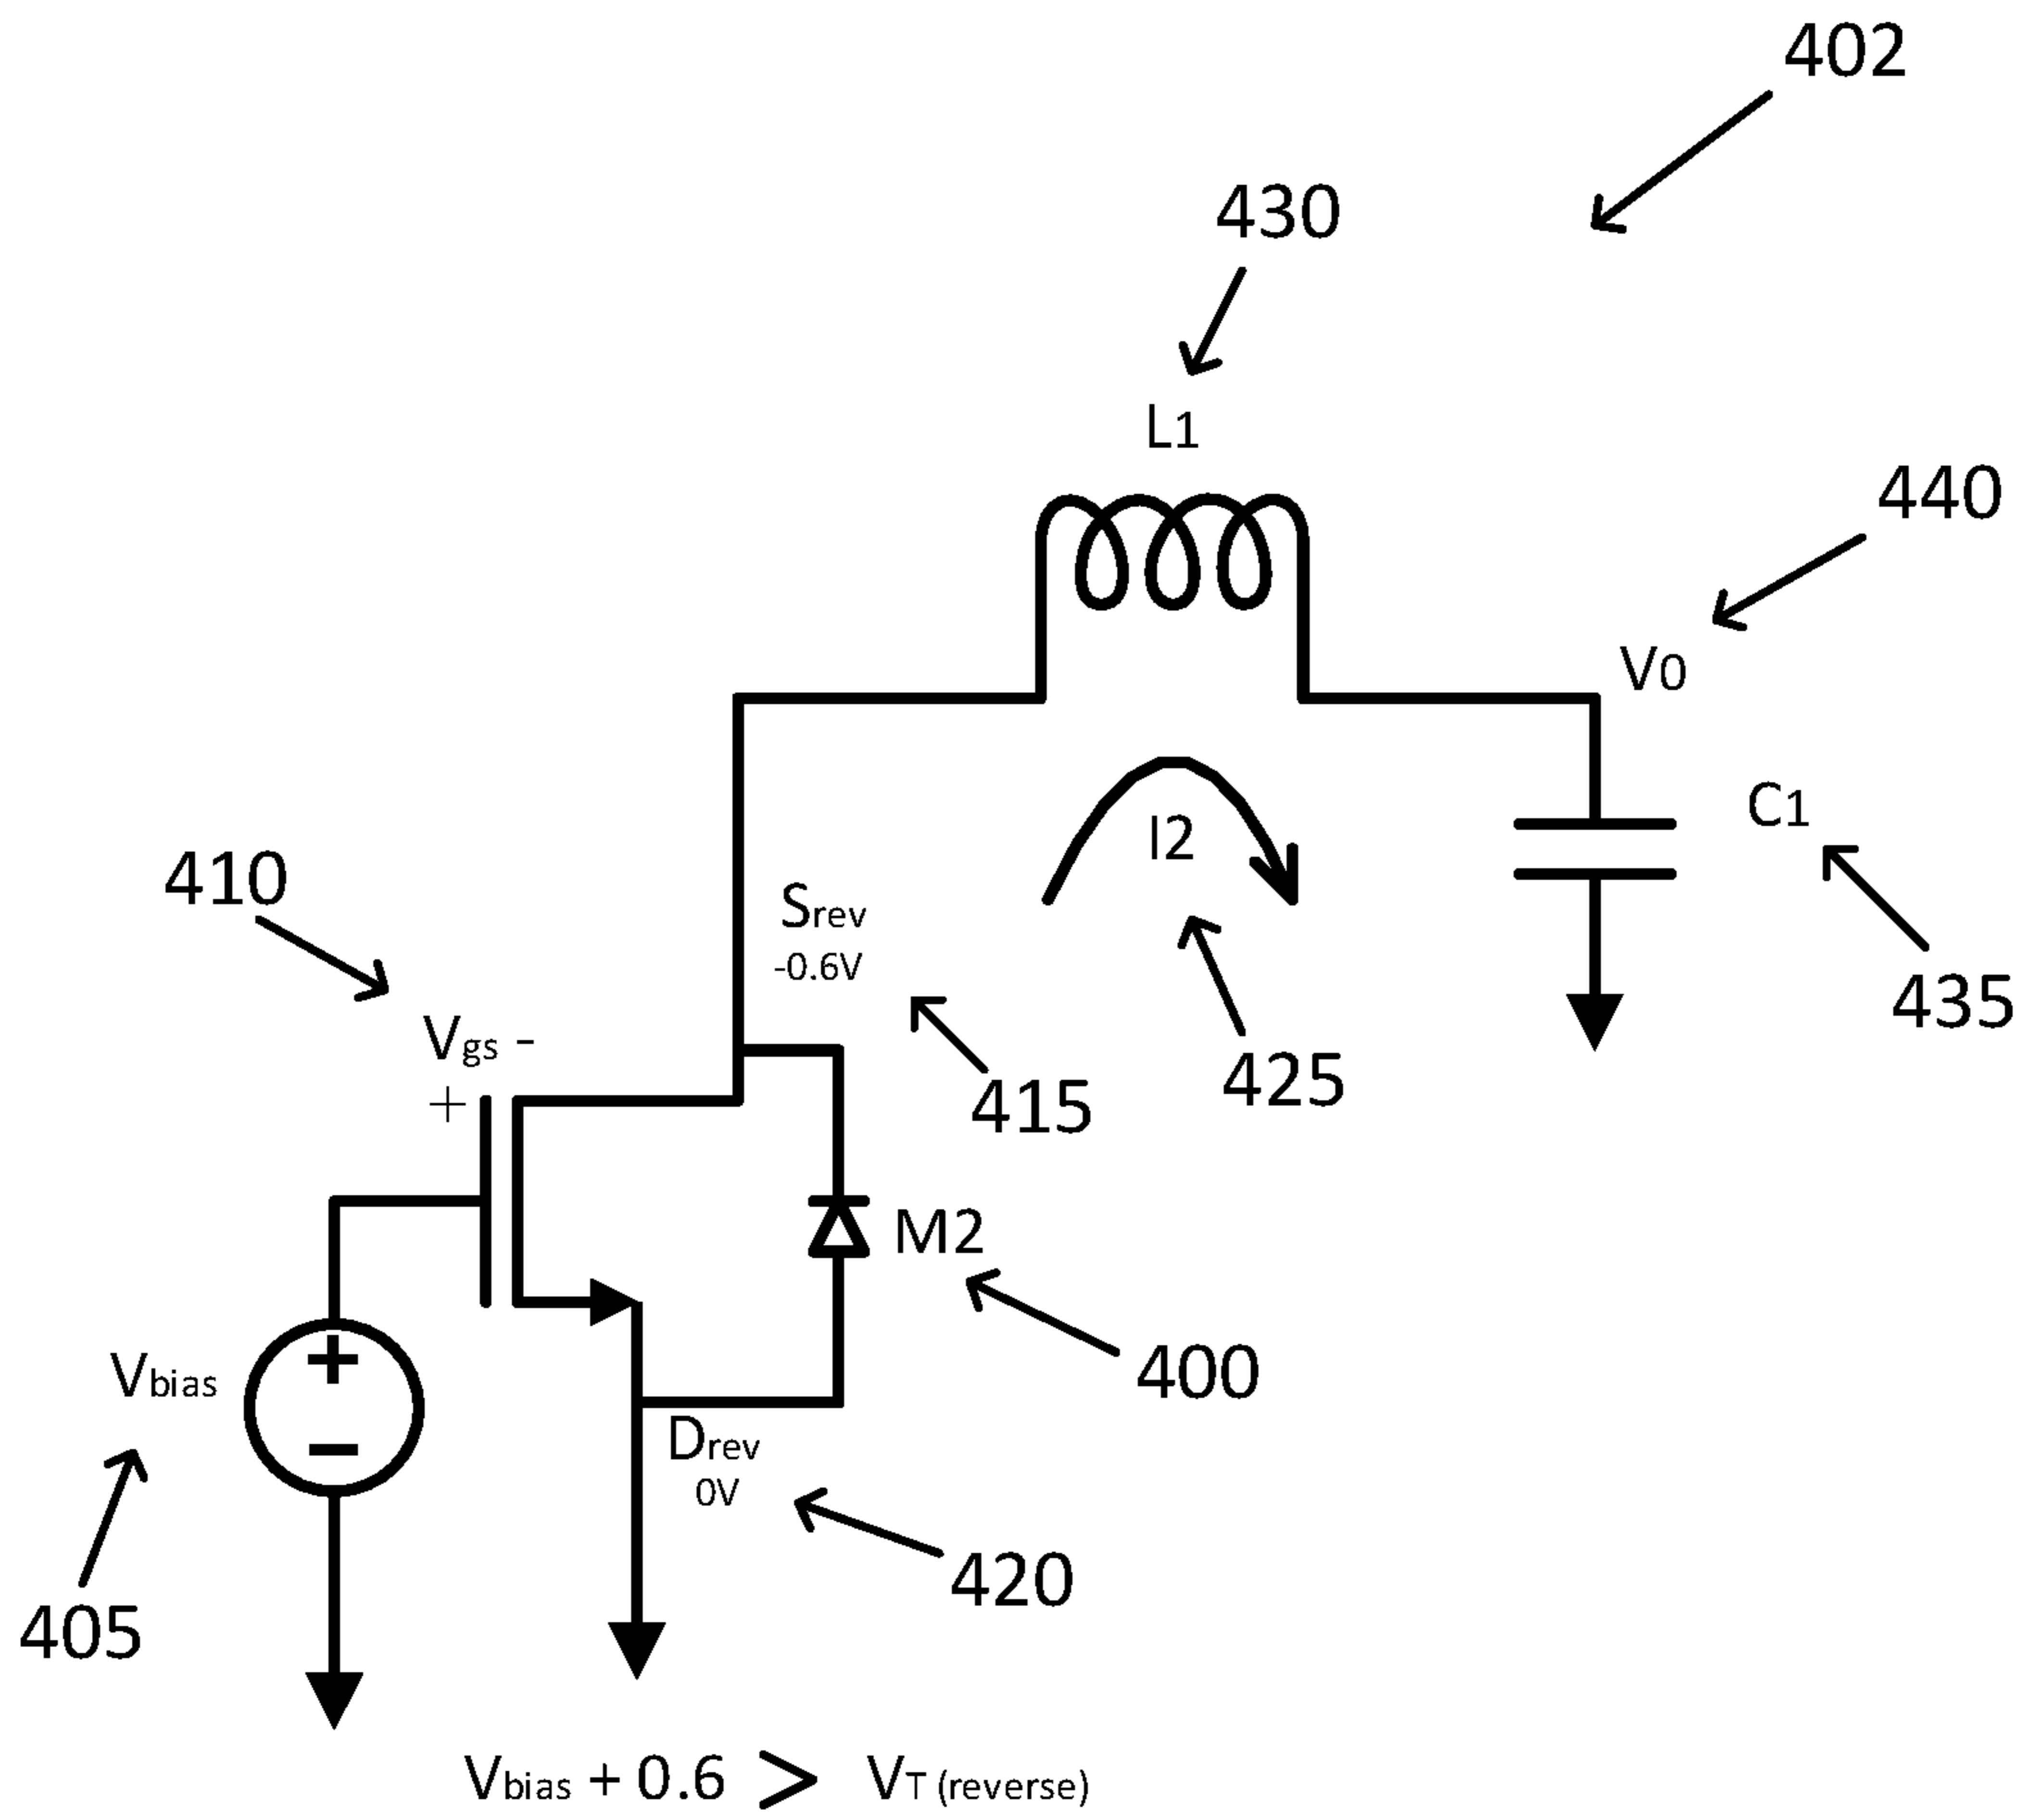 402
430
L1
440
V0
C1
I2
410
Srev
-0.6V
435
Vgs -
+
425
415
M2
Vbias
+
−
400
Drev
0V
420
405
Vbias + 0.6 > VT (reverse)